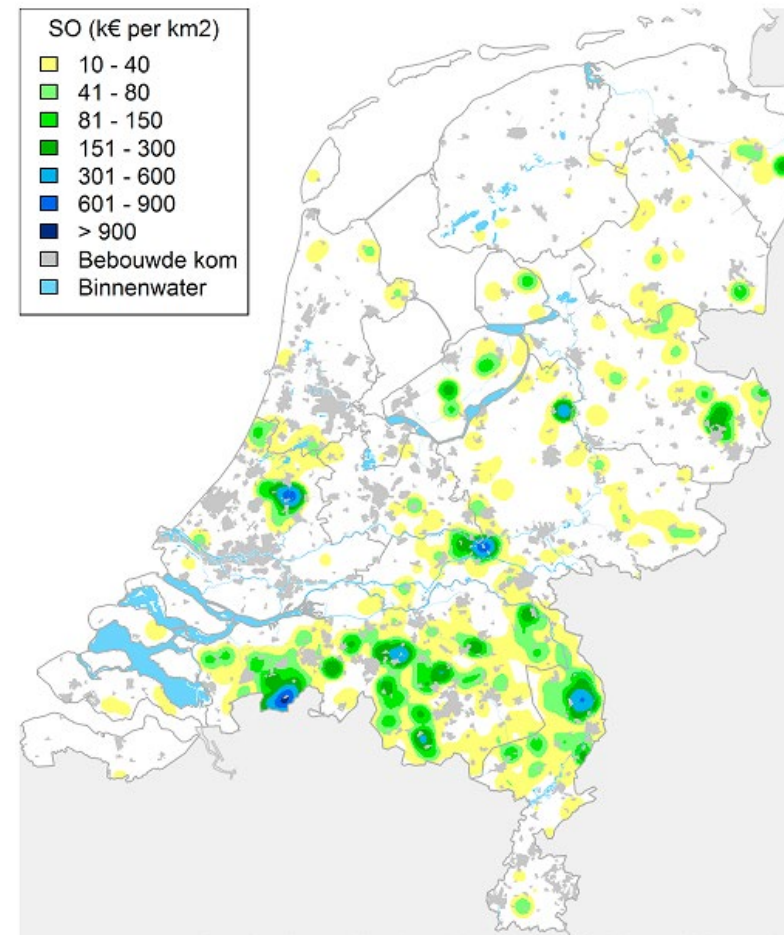 SO (k€ per km2)
10 - 40
41 - 80
81 - 150
151 - 300
301 - 600
601 - 900
> 900
Bebouwde kom
Binnenwater